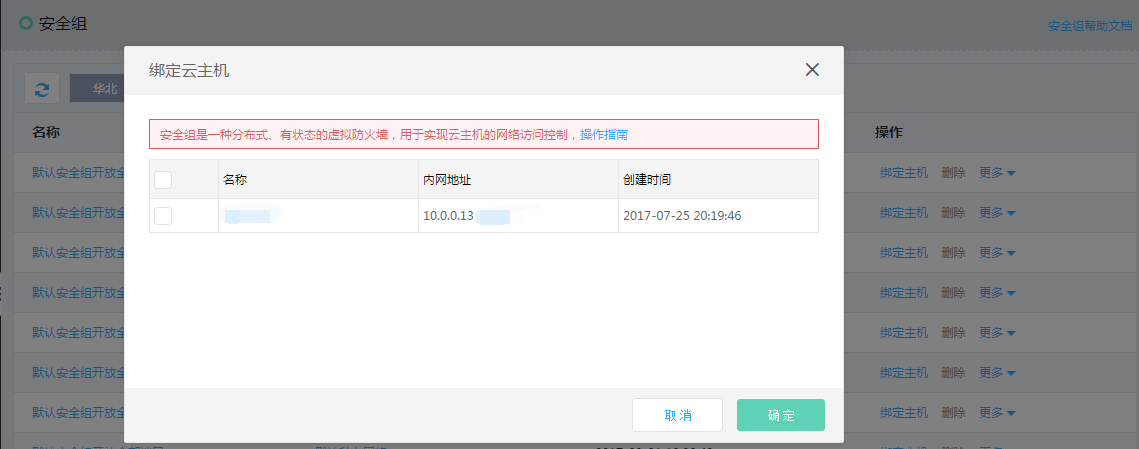 安全组
安全组帮助文档
绑定云主机
华北
安全组是一种分布式、有状态的虚拟防火墙，用于实现云主机的网络访问控制，操作指南
名称 操作
名称 内网地址 创建时间
默认安全组开放全 绑定主机 删除 更多
10.0.0.13 2017-07-25 20:19:46
默认安全组开放全 绑定主机 删除 更多
默认安全组开放全 绑定主机 删除 更多
默认安全组开放全 绑定主机 删除 更多
默认安全组开放全 绑定主机 删除 更多
默认安全组开放全 绑定主机 删除 更多
默认安全组开放全 绑定主机 删除 更多
取消 确定